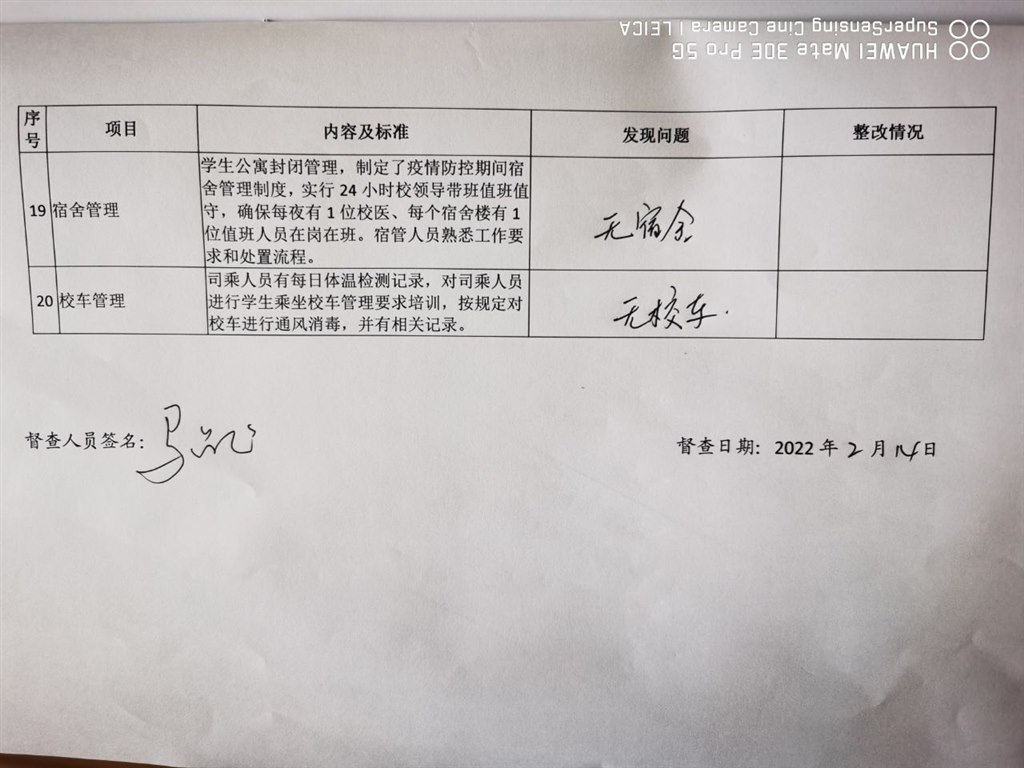 HUAWEI Mate 30E Pro 5G
SuperSensing Cine Camera | LEICA
序号 项目 内容及标准 发现问题 整改情况
19 宿舍管理
学生公寓封闭管理，制定了疫情防控期间宿
舍管理制度，实行 24 小时校领导带班值班值
守，确保每夜有 1 位校医、每个宿舍楼有 1
位值班人员在岗在班。宿管人员熟悉工作要
求和处置流程。
无宿舍
20 校车管理
司乘人员有每日体温检测记录，对司乘人员
进行学生乘坐校车管理要求培训，按规定对
校车进行通风消毒，并有相关记录。
无校车.
督查人员签名: 马
督查日期: 2022 年 2 月 14 日